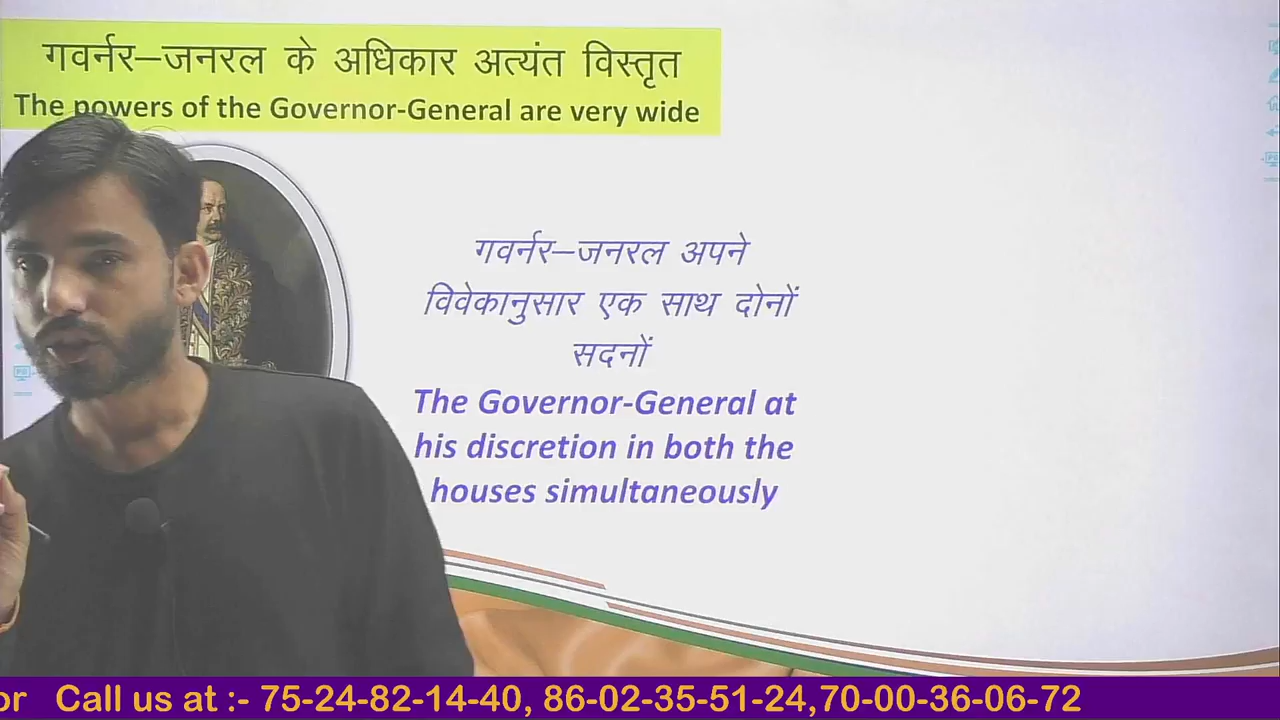 गवर्नर–जनरल के अधिकार अत्यंत विस्तृत
The powers of the Governor-General are very wide
गवर्नर–जनरल अपने
विवेकानुसार एक साथ दोनों
सदनों
The Governor-General at
his discretion in both the
houses simultaneously
or Call us at :- 75-24-82-14-40, 86-02-35-51-24,70-00-36-06-72